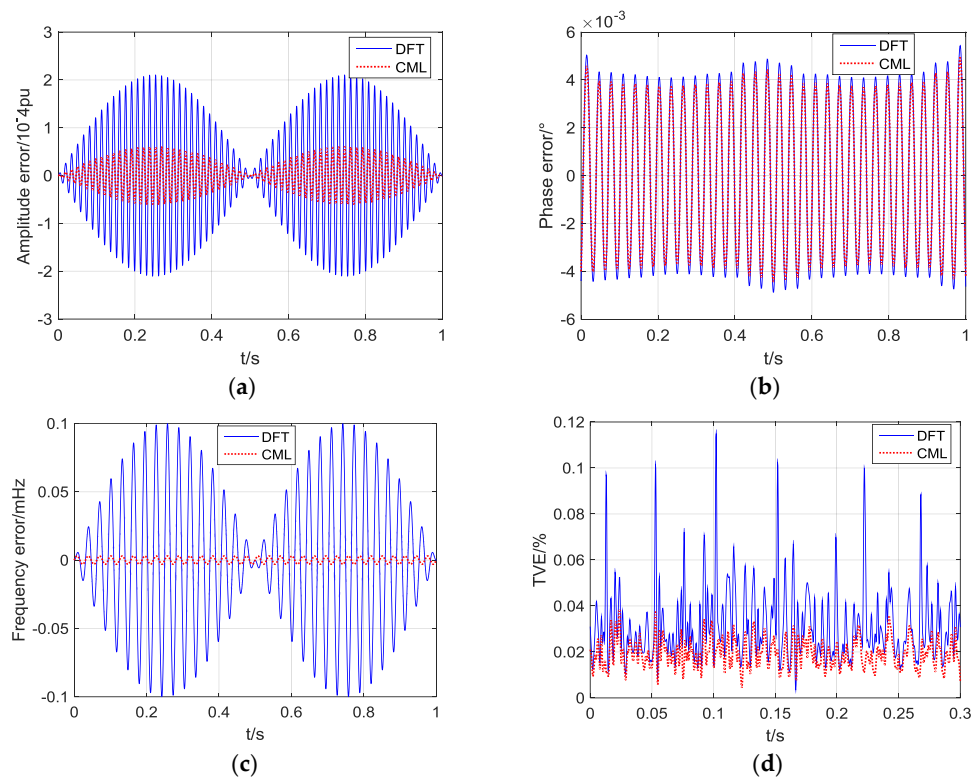 3
2
1
0
-1
-2
-3
Amplitude error/10⁻4pu
DFT
CML
0
0.2
0.4
0.6
0.8
1
t/s
(a)
×10⁻³
6
4
2
0
-2
-4
-6
Phase error/°
DFT
CML
0
0.2
0.4
0.6
0.8
1
t/s
(b)
0.1
0.05
0
-0.05
-0.1
Frequency error/mHz
DFT
CML
0
0.2
0.4
0.6
0.8
1
t/s
(c)
0.12
0.1
0.08
0.06
0.04
0.02
0
TVE/%
DFT
CML
0
0.05
0.1
0.15
0.2
0.25
0.3
t/s
(d)